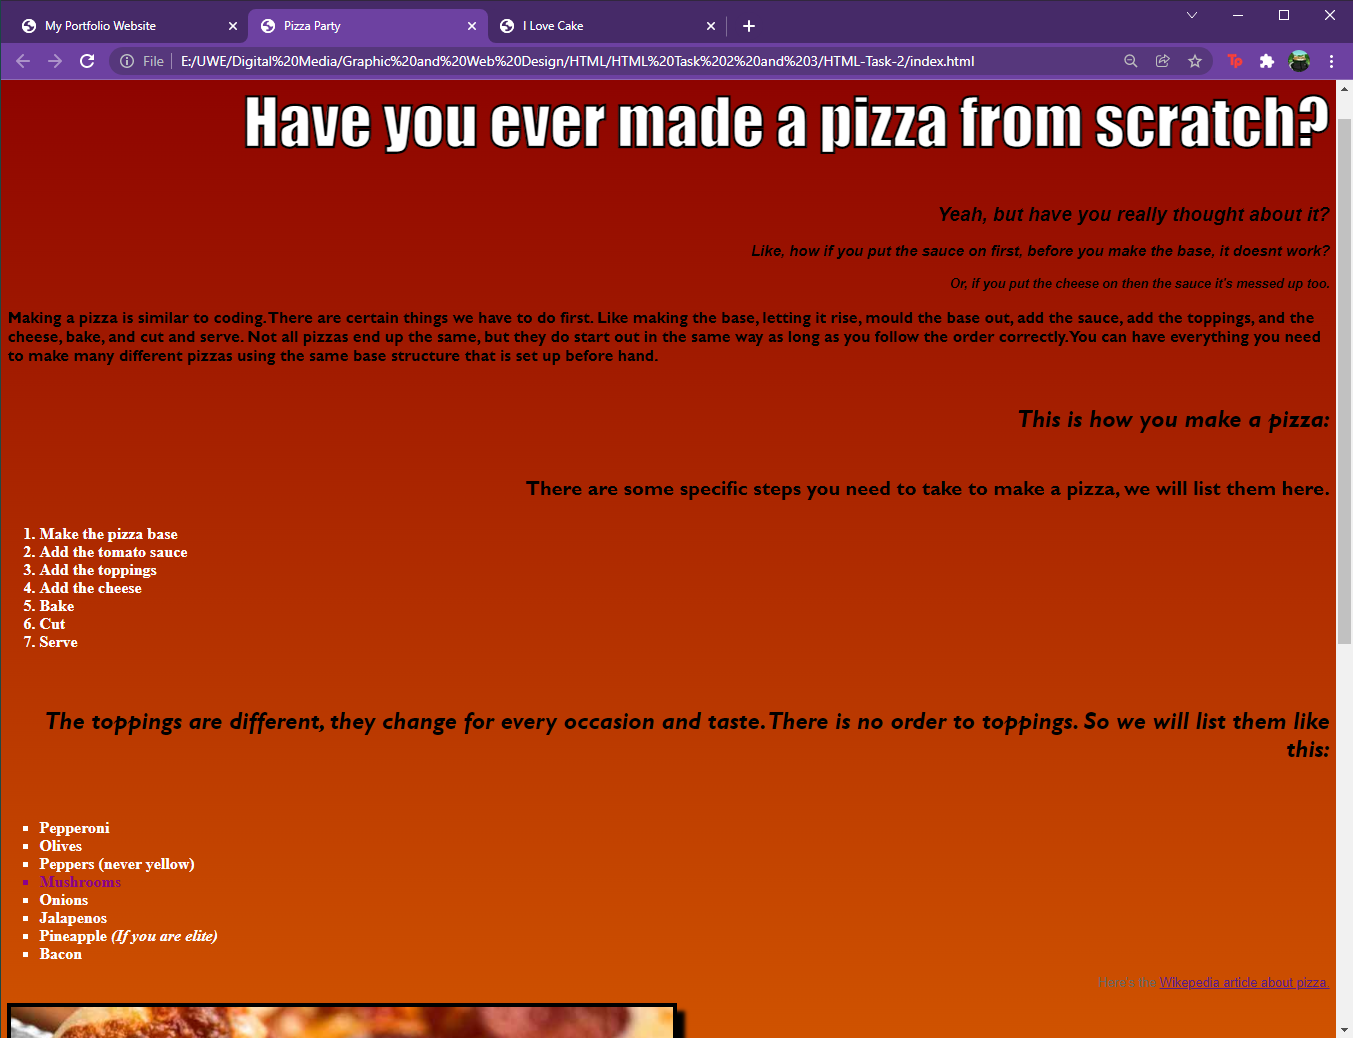 My Portfolio Website
Pizza Party
I Love Cake
File | E:/UWE/Digital%20Media/Graphic%20and%20Web%20Design/HTML/HTML%20Task%202%20and%203/HTML-Task-2/index.html
Tp
Have you ever made a pizza from scratch?
Yeah, but have you really thought about it?
Like, how if you put the sauce on first, before you make the base, it doesnt work?
Or, if you put the cheese on then the sauce it's messed up too.
Making a pizza is similar to coding. There are certain things we have to do first. Like making the base, letting it rise, mould the base out, add the sauce, add the toppings, and the
cheese, bake, and cut and serve. Not all pizzas end up the same, but they do start out in the same way as long as you follow the order correctly. You can have everything you need
to make many different pizzas using the same base structure that is set up before hand.
This is how you make a pizza:
There are some specific steps you need to take to make a pizza, we will list them here.
1. Make the pizza base
2. Add the tomato sauce
3. Add the toppings
4. Add the cheese
5. Bake
6. Cut
7. Serve
The toppings are different, they change for every occasion and taste. There is no order to toppings. So we will list them like
this:
Pepperoni
Olives
Peppers (never yellow)
Mushrooms
Onions
Jalapenos
Pineapple (If you are elite)
Bacon
Here's the Wikepedia article about pizza.